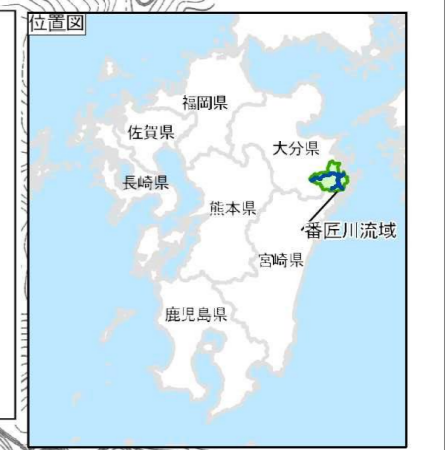 位置図
福岡県
佐賀県
大分県
長崎県
熊本県
番匠川流域
宮崎県
鹿児島県